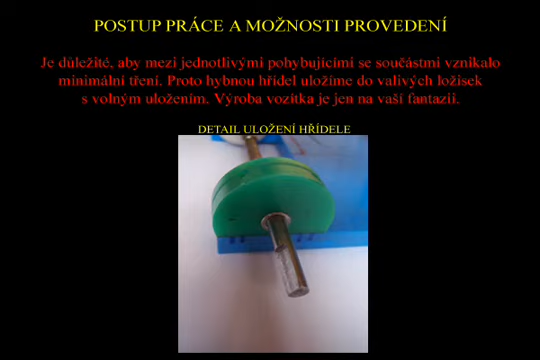 POSTUP PRÁCE A MOŽNOSTI PROVEDENÍ
Je důležité, aby mezi jednotlivými pohybujícími se součástmi vznikalo
minimální tření. Proto hybnou hřídel uložíme do valivých ložisek
s volným uložením. Výroba vozítka je jen na vaší fantazii.
DETAIL ULOŽENÍ HŘÍDELE